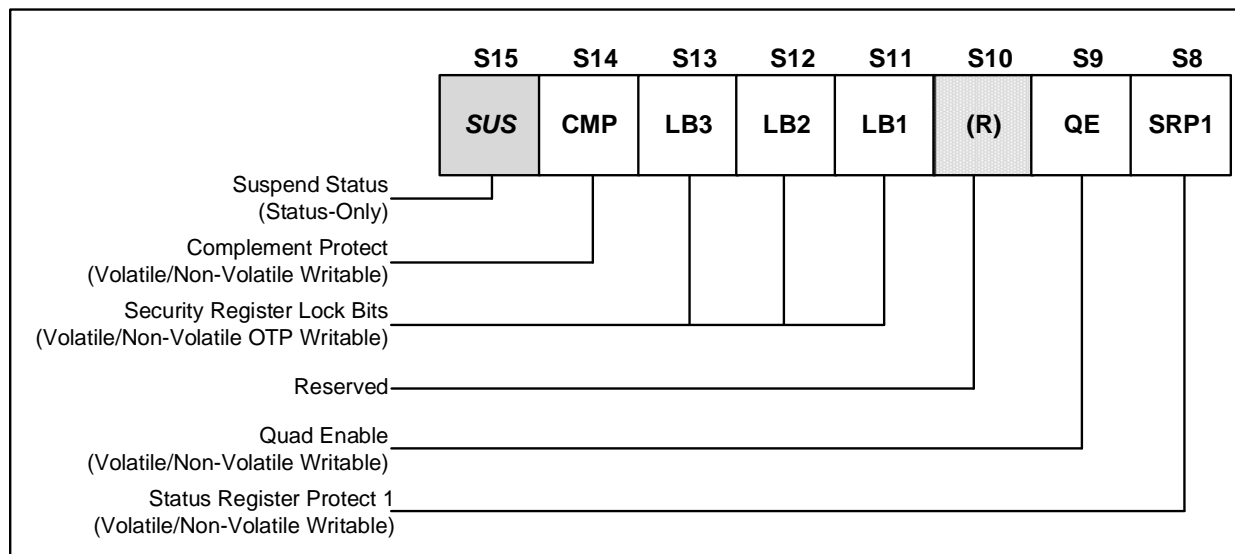 S15 S14 S13 S12 S11 S10 S9 S8
SUS CMP LB3 LB2 LB1 (R) QE SRP1
Suspend Status
(Status-Only)
Complement Protect
(Volatile/Non-Volatile Writable)
Security Register Lock Bits
(Volatile/Non-Volatile OTP Writable)
Reserved
Quad Enable
(Volatile/Non-Volatile Writable)
Status Register Protect 1
(Volatile/Non-Volatile Writable)